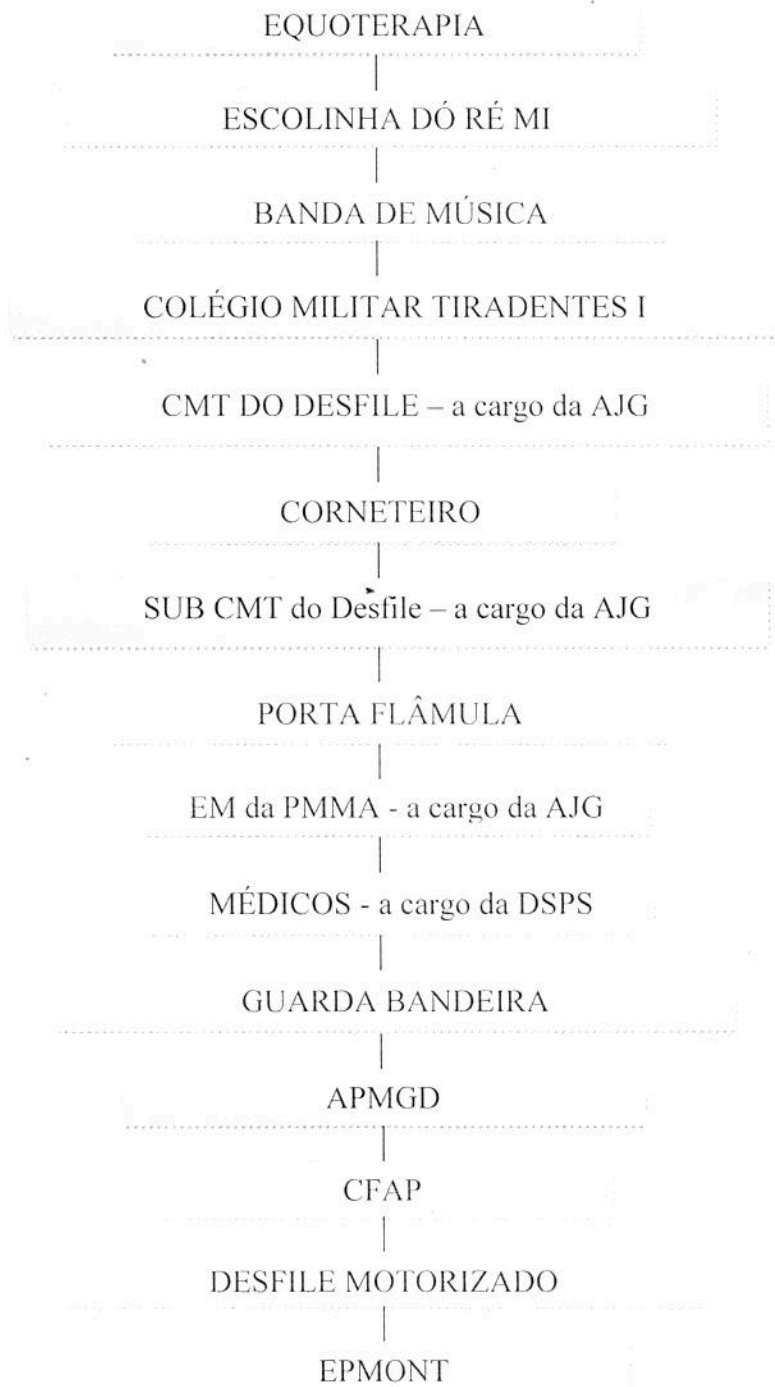 EQUOTERAPIA
ESCOLINHA DÓ RÉ MI
BANDA DE MÚSICA
COLÉGIO MILITAR TIRADENTES I
CMT DO DESFILE – a cargo da AJG
CORNETEIRO
SUB CMT do Desfile – a cargo da AJG
PORTA FLÂMULA
EM da PMMA - a cargo da AJG
MÉDICOS - a cargo da DSPS
GUARDA BANDEIRA
APMGD
CFAP
DESFILE MOTORIZADO
EPMONT